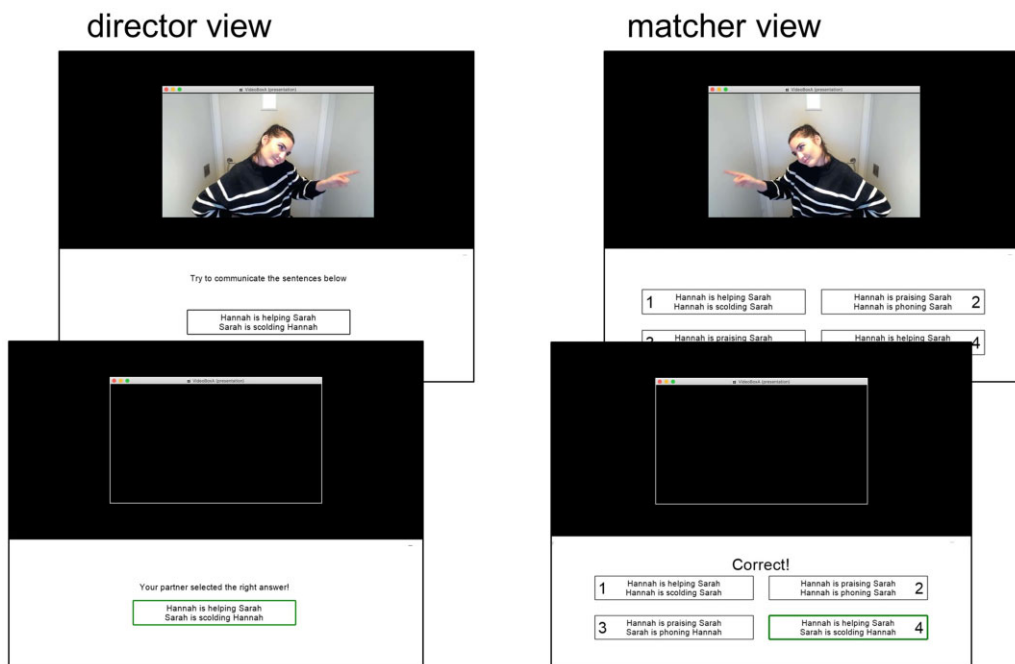 director view
matcher view
VideoBooth (presentation)
VideoBooth (presentation)
Try to communicate the sentences below
Hannah is helping Sarah
Sarah is scolding Hannah
1
Hannah is helping Sarah
Hannah is scolding Sarah
Hannah is praising Sarah
Hannah is phoning Sarah
2
Hannah is praising Sarah
Hannah is helping Sarah
4
VideoBooth (presentation)
VideoBooth (presentation)
Your partner selected the right answer!
Hannah is helping Sarah
Sarah is scolding Hannah
Correct!
1
Hannah is helping Sarah
Hannah is scolding Sarah
Hannah is praising Sarah
Hannah is phoning Sarah
2
3
Hannah is praising Sarah
Sarah is phoning Hannah
Hannah is helping Sarah
Sarah is scolding Hannah
4